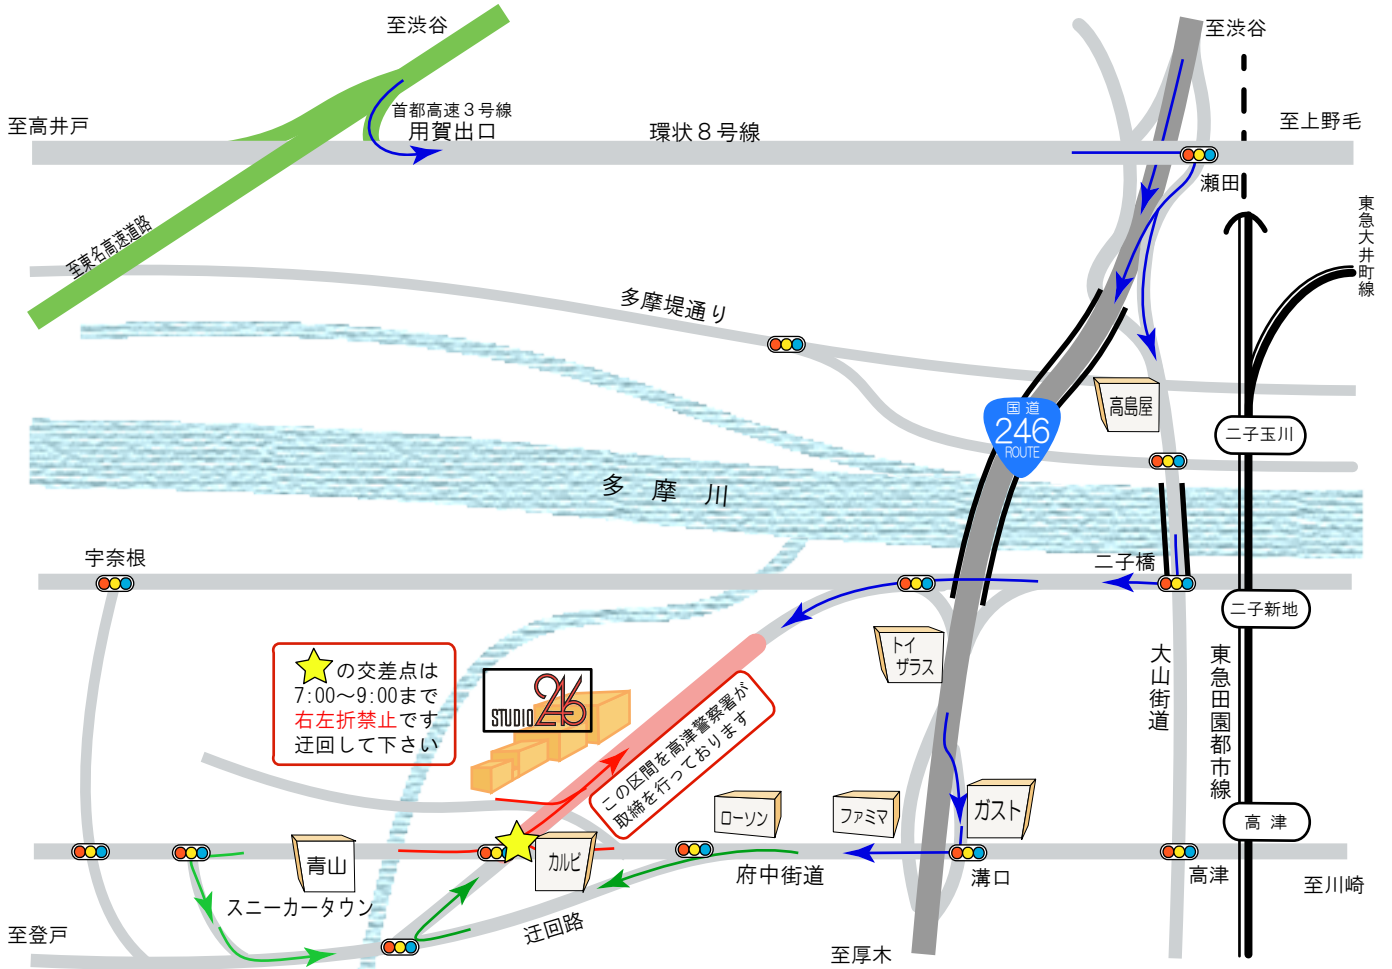 至渋谷
至渋谷
首都高速３号線
用賀出口
至高井戸
環状８号線
至上野毛
瀬田
東急大井町線
至東名高速道路
多摩堤通り
高島屋
国道
246
ROUTE
二子玉川
多摩川
宇奈根
二子橋
二子新地
トイ
ザラス
大山街道
東急田園都市線
の交差点は
7:00～9:00まで
右左折禁止です
迂回して下さい
STUDIO 246
この区間を高津警察署が
取締を行っております
ローソン
ファミマ
ガスト
高津
青山
カルビ
府中街道
溝口
高津
至川崎
スニーカータウン
迂回路
至登戸
至厚木